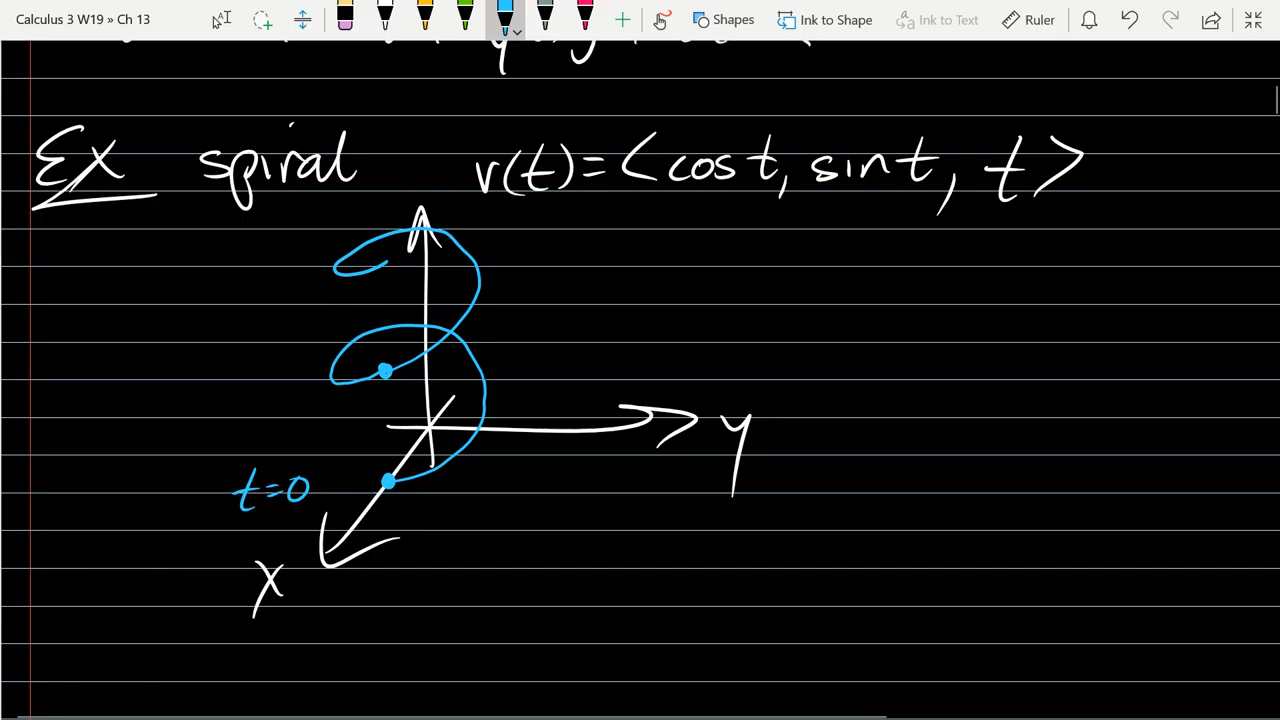 Calculus 3 W19 » Ch 13
Shapes
Ink to Shape
Ink to Text
Ruler
Ex spiral r(t)=<cos t, sin t, t>
y
t=0
x